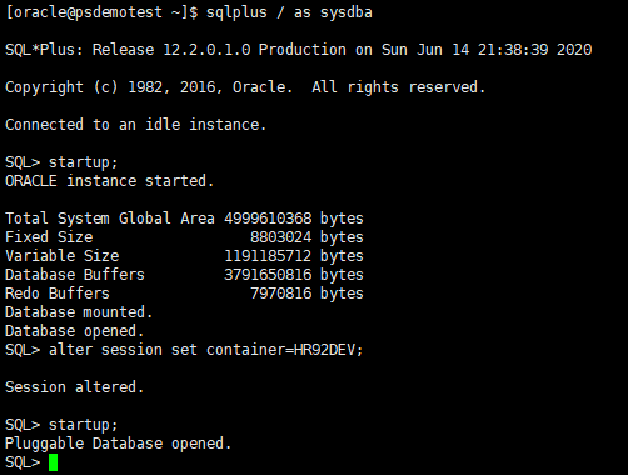 [oracle@psdemotest ~]$ sqlplus / as sysdba
SQL*Plus: Release 12.2.0.1.0 Production on Sun Jun 14 21:38:39 2020
Copyright (c) 1982, 2016, Oracle.  All rights reserved.
Connected to an idle instance.
SQL> startup;
ORACLE instance started.
Total System Global Area 4999610368 bytes
Fixed Size                  8803024 bytes
Variable Size            1191185712 bytes
Database Buffers         3791650816 bytes
Redo Buffers                7970816 bytes
Database mounted.
Database opened.
SQL> alter session set container=HR92DEV;
Session altered.
SQL> startup;
Pluggable Database opened.
SQL>